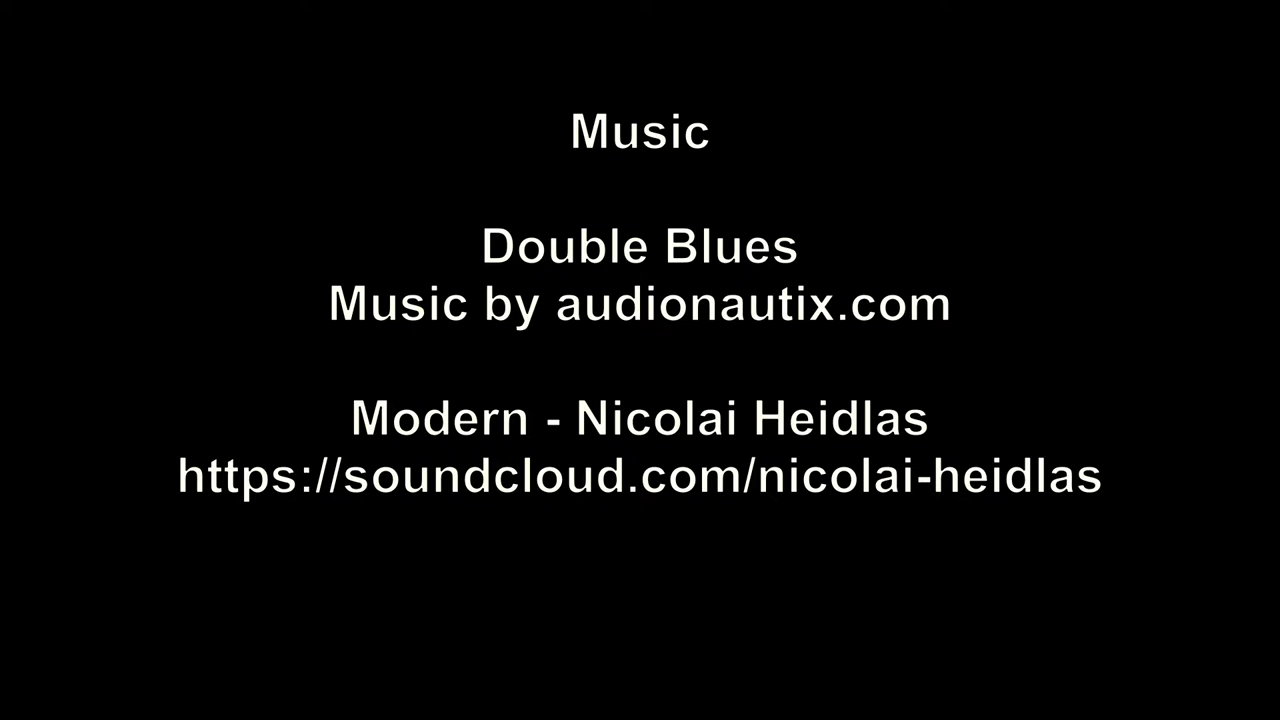 Music
Double Blues
Music by audionautix.com
Modern - Nicolai Heidlas
https://soundcloud.com/nicolai-heidlas